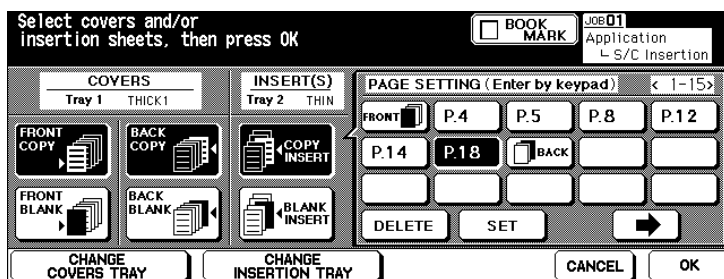 Select covers and/or
insertion sheets, then press OK
BOOK
MARK
JOB 01
Application
S/C Insertion
COVERS
Tray 1 THICK1
INSERT(S)
Tray 2 THIN
PAGE SETTING (Enter by keypad) < 1-15>
FRONT
COPY
BACK
COPY
COPY
INSERT
FRONT
BLANK
BACK
BLANK
BLANK
INSERT
FRONT P.4 P.5 P.8 P.12
P.14 P.18 BACK
DELETE SET
CHANGE
COVERS TRAY
CHANGE
INSERTION TRAY
CANCEL OK